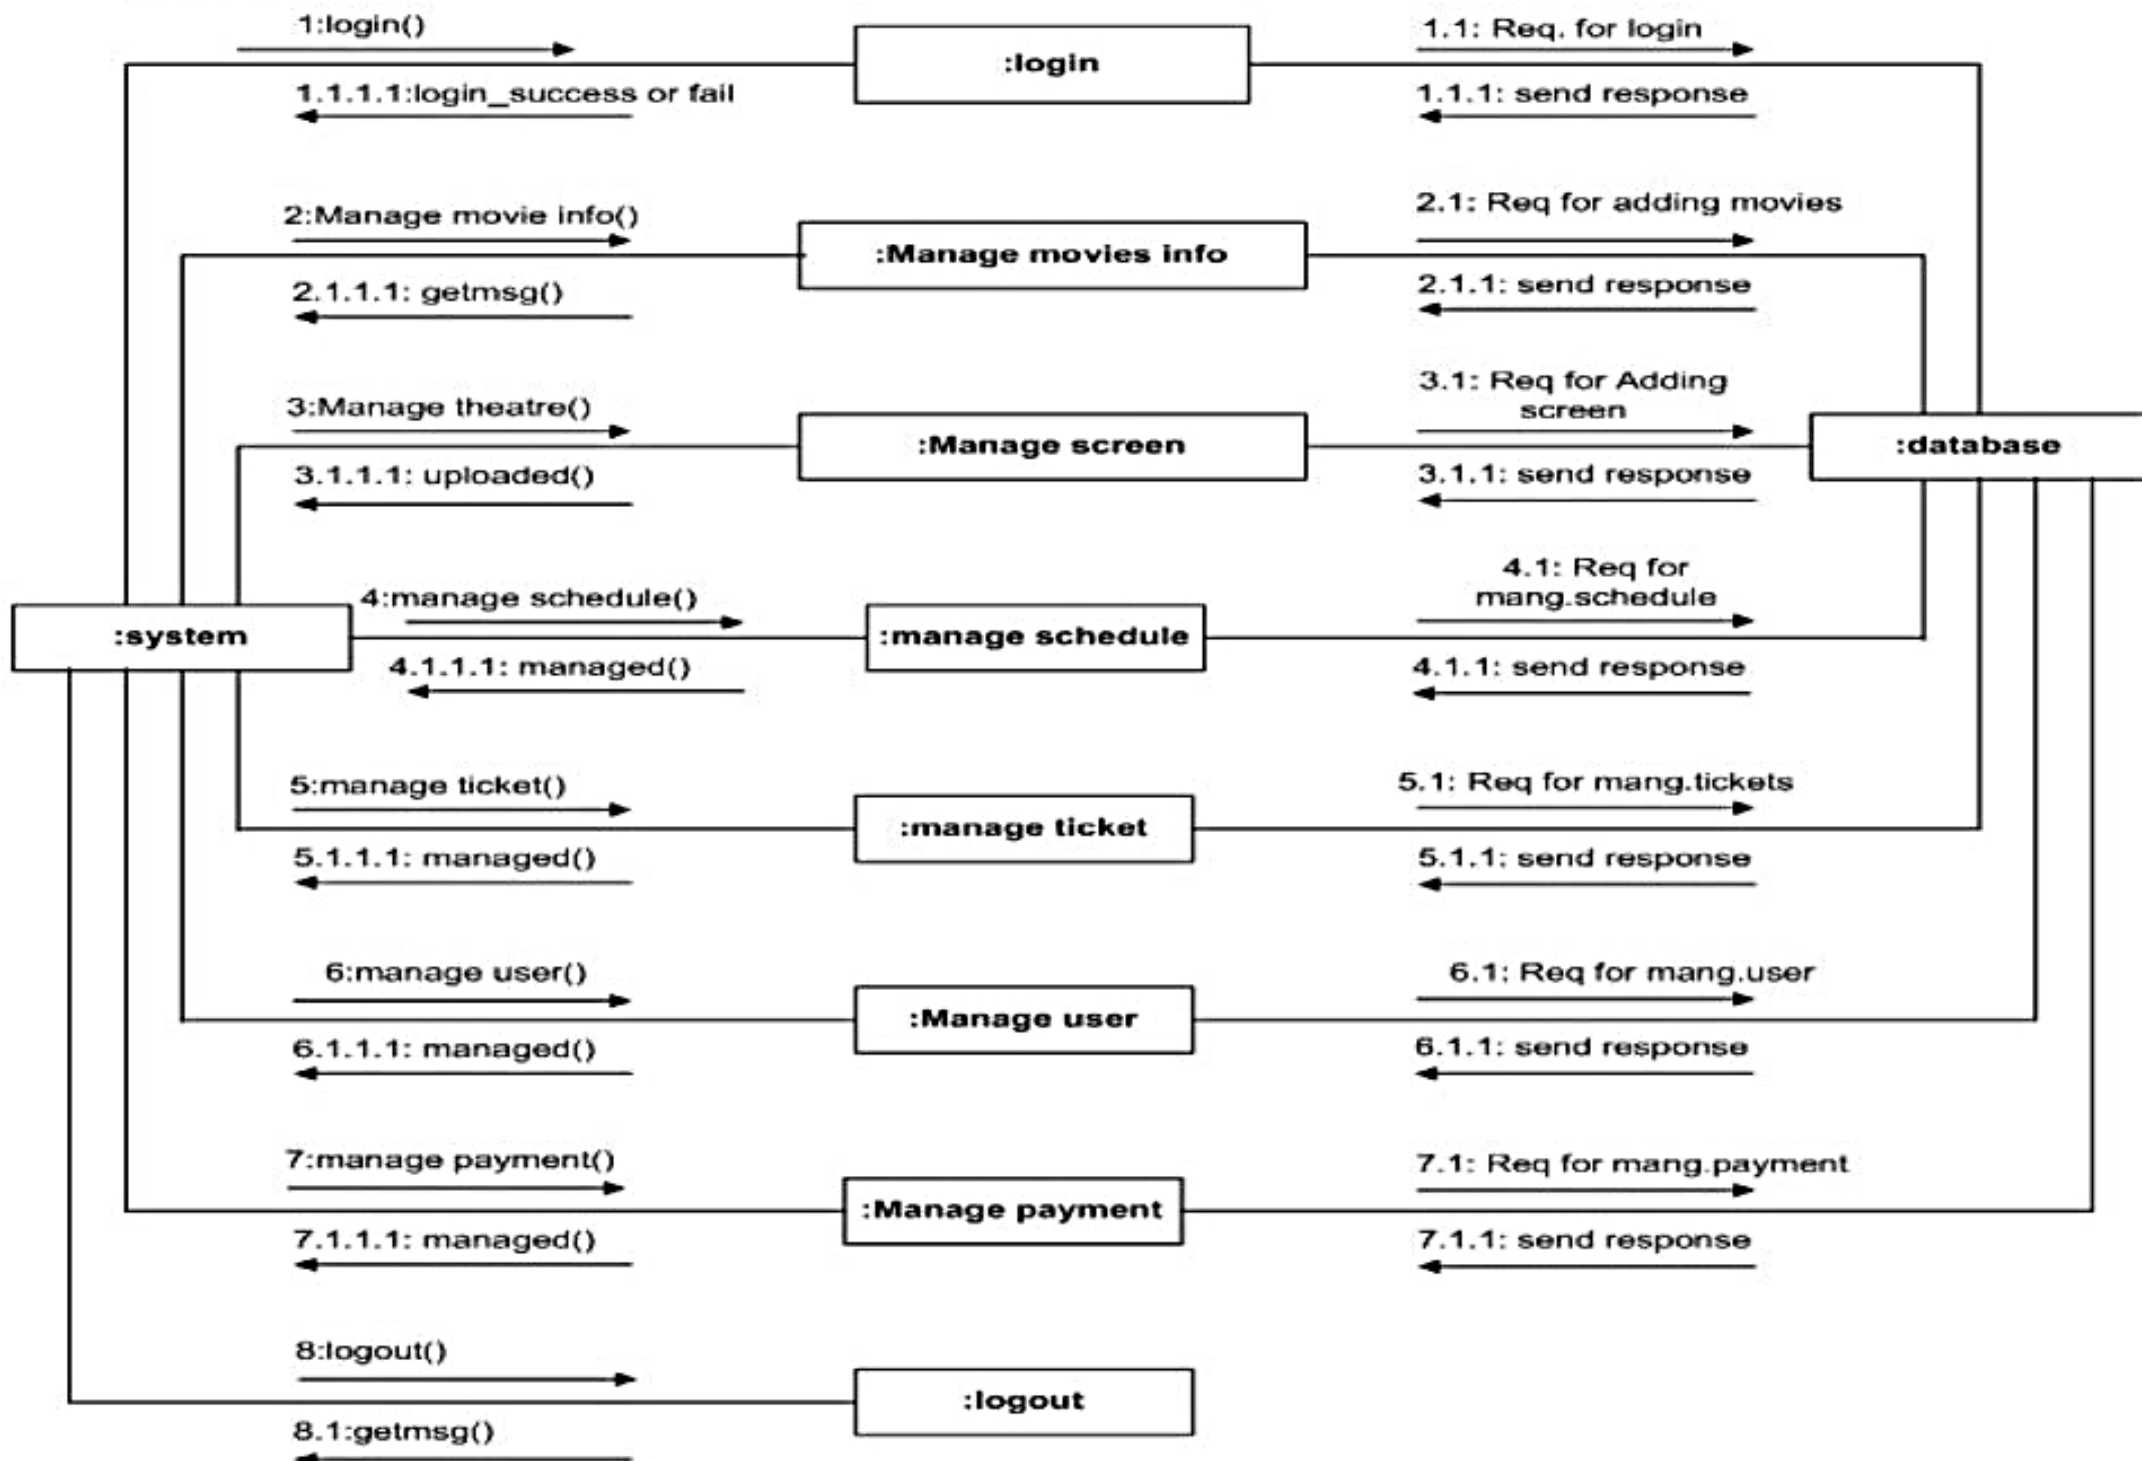 1:login()
:login
1.1: Req. for login
1.1.1.1:login_success or fail
1.1.1: send response
2:Manage movie info()
:Manage movies info
2.1: Req for adding movies
2.1.1.1: getmsg()
2.1.1: send response
3:Manage theatre()
:Manage screen
3.1: Req for Adding
screen
:database
3.1.1.1: uploaded()
3.1.1: send response
:system
4:manage schedule()
:manage schedule
4.1: Req for
mang.schedule
4.1.1.1: managed()
4.1.1: send response
5:manage ticket()
:manage ticket
5.1: Req for mang.tickets
5.1.1.1: managed()
5.1.1: send response
6:manage user()
:Manage user
6.1: Req for mang.user
6.1.1.1: managed()
6.1.1: send response
7:manage payment()
:Manage payment
7.1: Req for mang.payment
7.1.1.1: managed()
7.1.1: send response
8:logout()
:logout
8.1:getmsg()